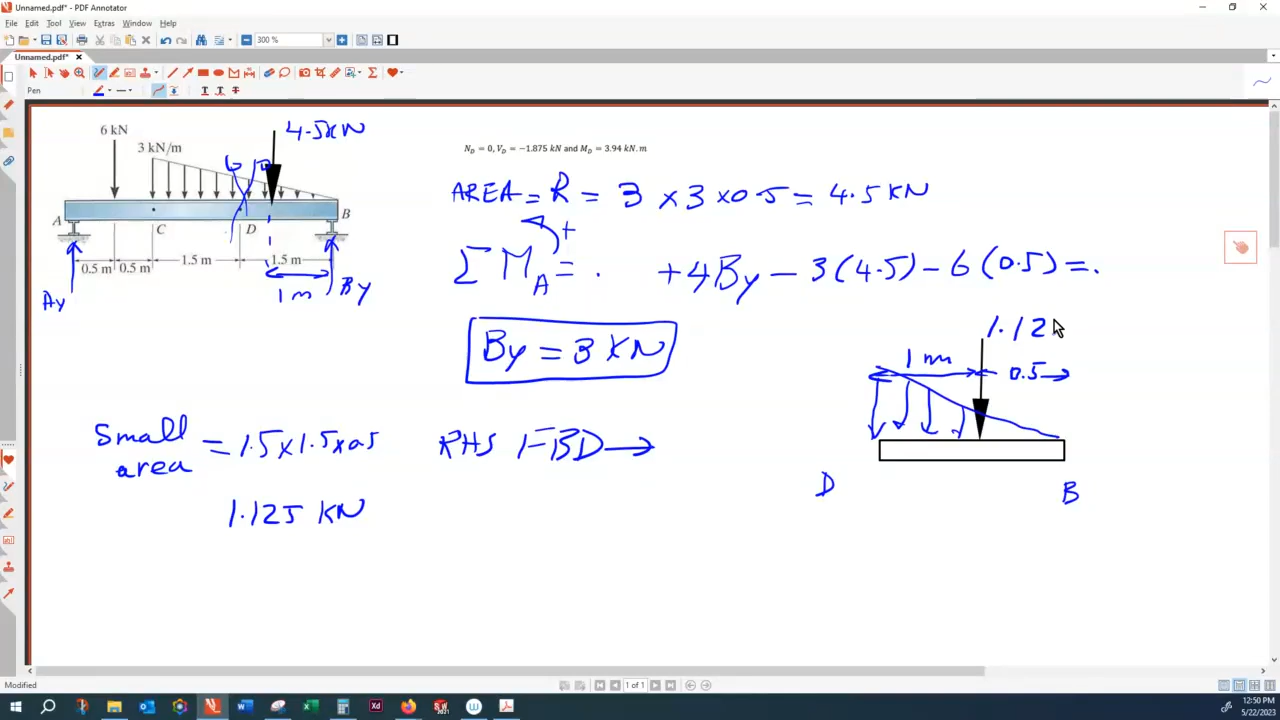 Unnamed.pdf* - PDF Annotator
File Edit Tool View Extras Window Help
300 %
Unnamed.pdf*
Pen
6 kN
3 kN/m
4.5kN
A
B
C
D
0.5 m 0.5 m
1.5 m
1.5 m
1 m
Ay
By
N_D = 0, V_D = −1.875 kN and M_D = 3.94 kN.m
AREA = R = 3 × 3 × 0.5 = 4.5 KN
+
∑ M_A = . +4By − 3(4.5) − 6(0.5) = .
By = 3 KN
1.12
1 m
0.5
Small area = 1.5×1.5×0.5
1.125 KN
RHS FBD →
D
B
1 of 1
Modified
12:50 PM
5/22/2023